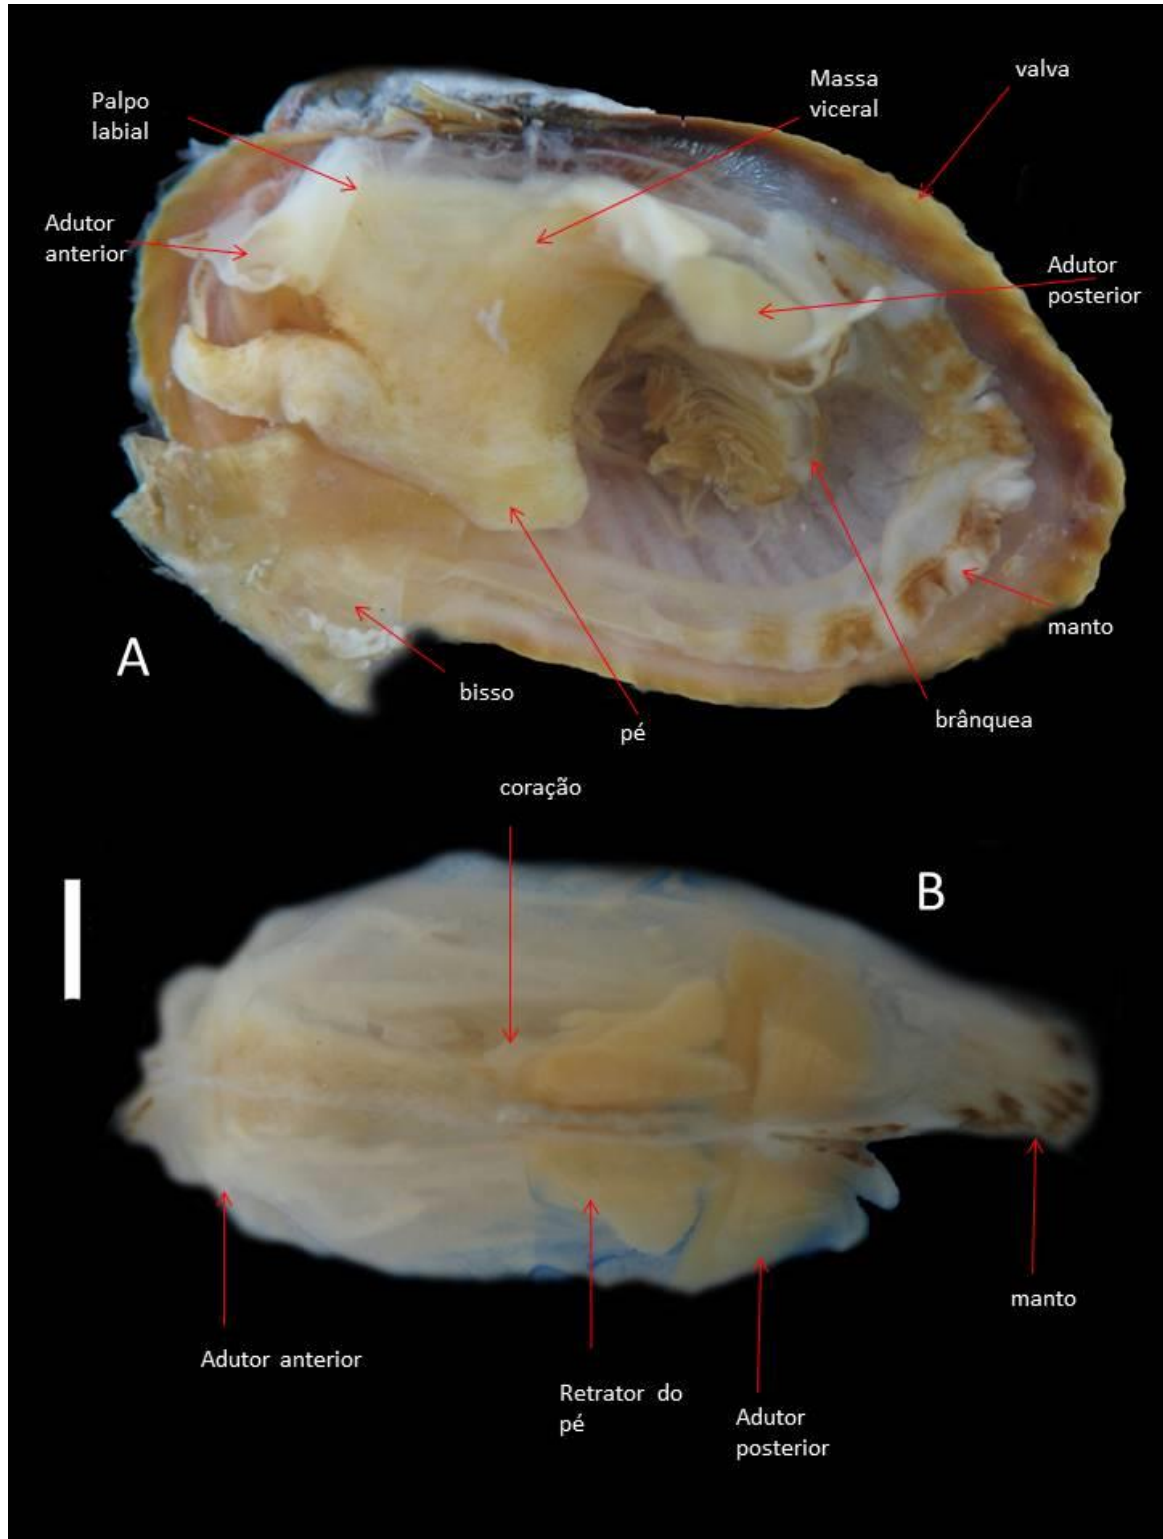 Palpo
labial
Massa
viceral
valva
Adutor
anterior
Adutor
posterior
manto
A
bisso
brânquea
pé
coração
B
manto
Adutor anterior
Retrator do
pé
Adutor
posterior